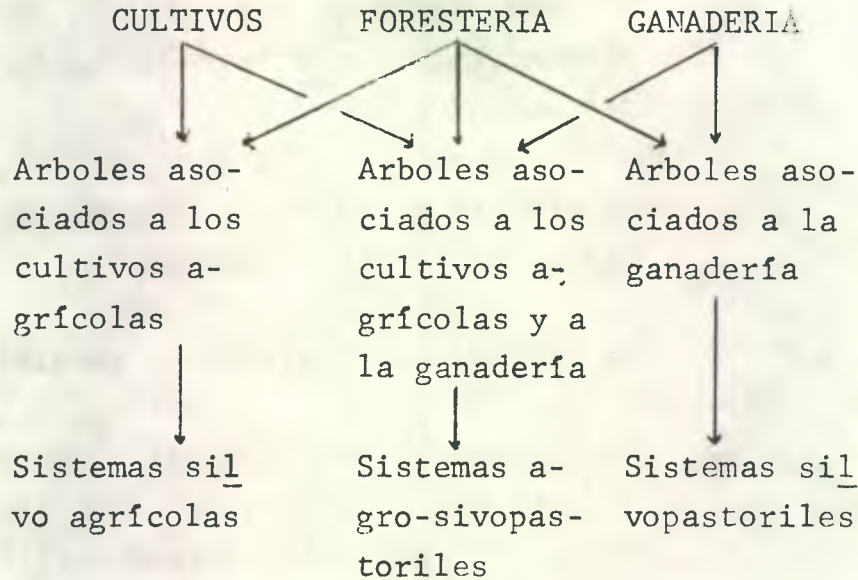 CULTIVOS FORESTERIA GANADERIA
Arboles aso-
ciados a los
cultivos a-
grícolas
Arboles aso-
ciados a los
cultivos a-
grícolas y a
la ganadería
Arboles aso-
ciados a la
ganadería
Sistemas sil
vo agrícolas
Sistemas a-
gro-sivopas-
toriles
Sistemas sil
vopastoriles